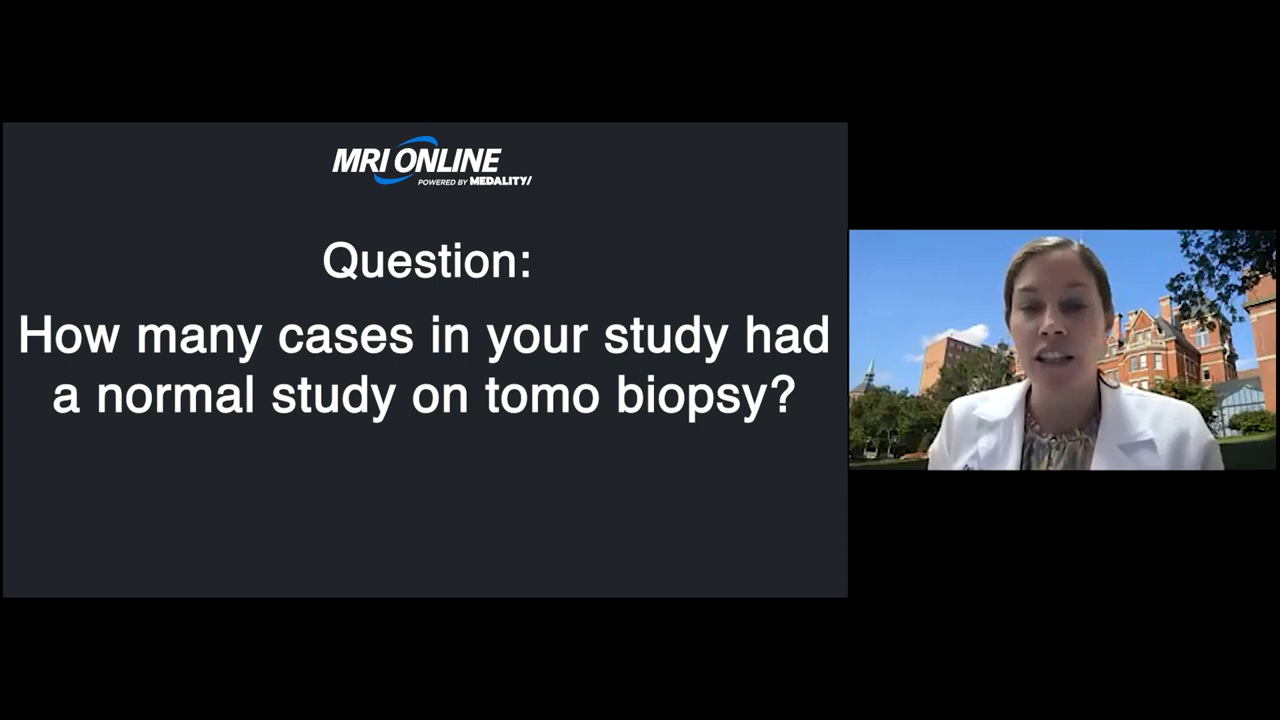 MRI ONLINE
POWERED BY MEDALITY/
Question:
How many cases in your study had
a normal study on tomo biopsy?